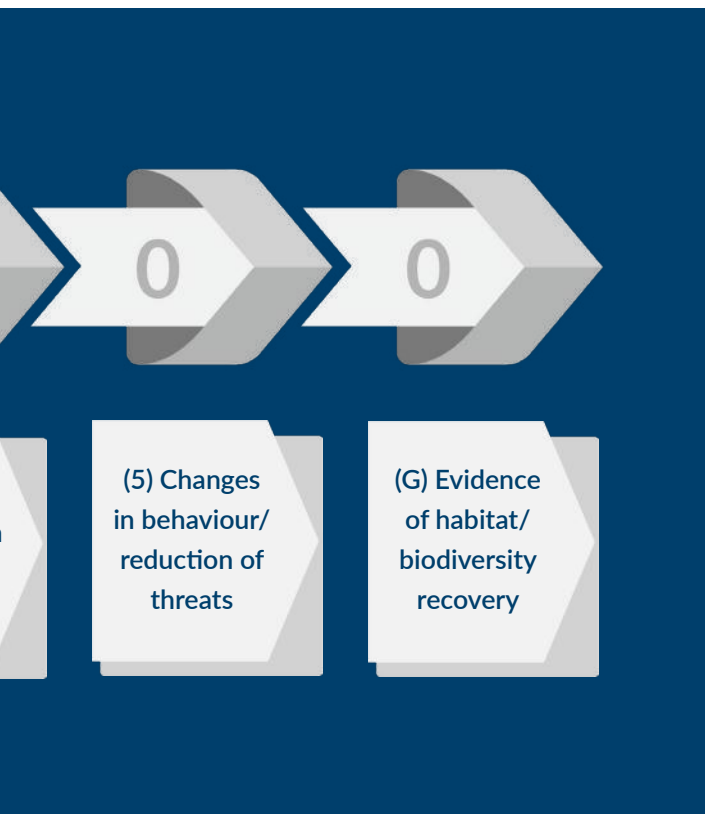 0
0
(5) Changes
in behaviour/
reduction of
threats
(G) Evidence
of habitat/
biodiversity
recovery